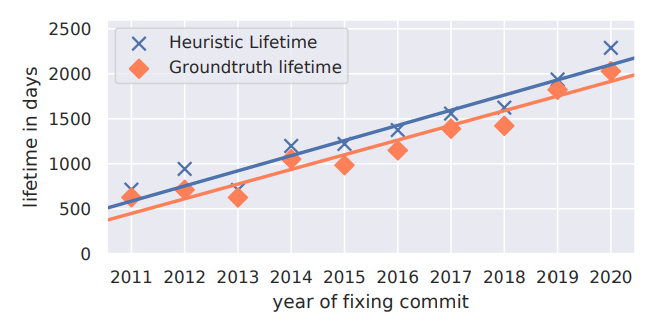 2500
2000
1500
1000
500
0
lifetime in days
Heuristic Lifetime
Groundtruth lifetime
2011 2012 2013 2014 2015 2016 2017 2018 2019 2020
year of fixing commit